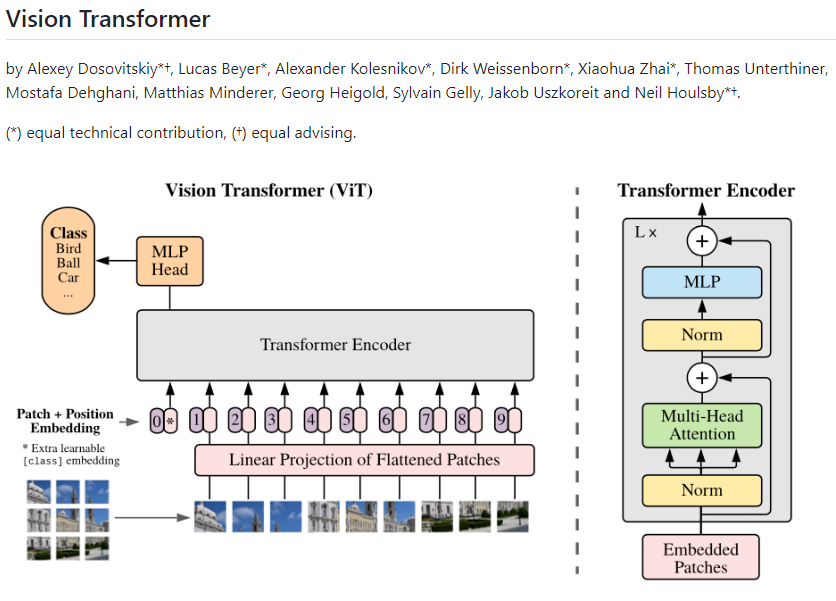 Vision Transformer
by Alexey Dosovitskiy*†, Lucas Beyer*, Alexander Kolesnikov*, Dirk Weissenborn*, Xiaohua Zhai*, Thomas Unterthiner,
Mostafa Dehghani, Matthias Minderer, Georg Heigold, Sylvain Gelly, Jakob Uszkoreit and Neil Houlsby*†.
(*) equal technical contribution, (†) equal advising.
Vision Transformer (ViT)
Class
Bird
Ball
Car
...
MLP
Head
Transformer Encoder
Patch + Position
Embedding
* Extra learnable
[class] embedding
0 * 1 2 3 4 5 6 7 8 9
Linear Projection of Flattened Patches
Transformer Encoder
L x
+
MLP
Norm
+
Multi-Head
Attention
Norm
Embedded
Patches